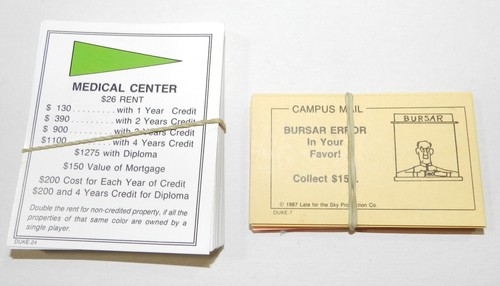 MEDICAL CENTER
$26 RENT
$ 130 ......... with 1 Year Credit
$ 390 ......... with 2 Years Credit
$ 900 ......... with 3 Years Credit
$1100 ......... with 4 Years Credit
$1275 with Diploma
$150 Value of Mortgage
$200 Cost for Each Year of Credit
$200 and 4 Years Credit for Diploma
Double the rent for non-credited property, if all the
properties of that same color are owned by a
single player.
DUKE-24
CAMPUS MAIL
BURSAR ERROR
In Your
Favor!
Collect
BURSAR
© 1987 Late for the Sky Production Co.
DUKE-7